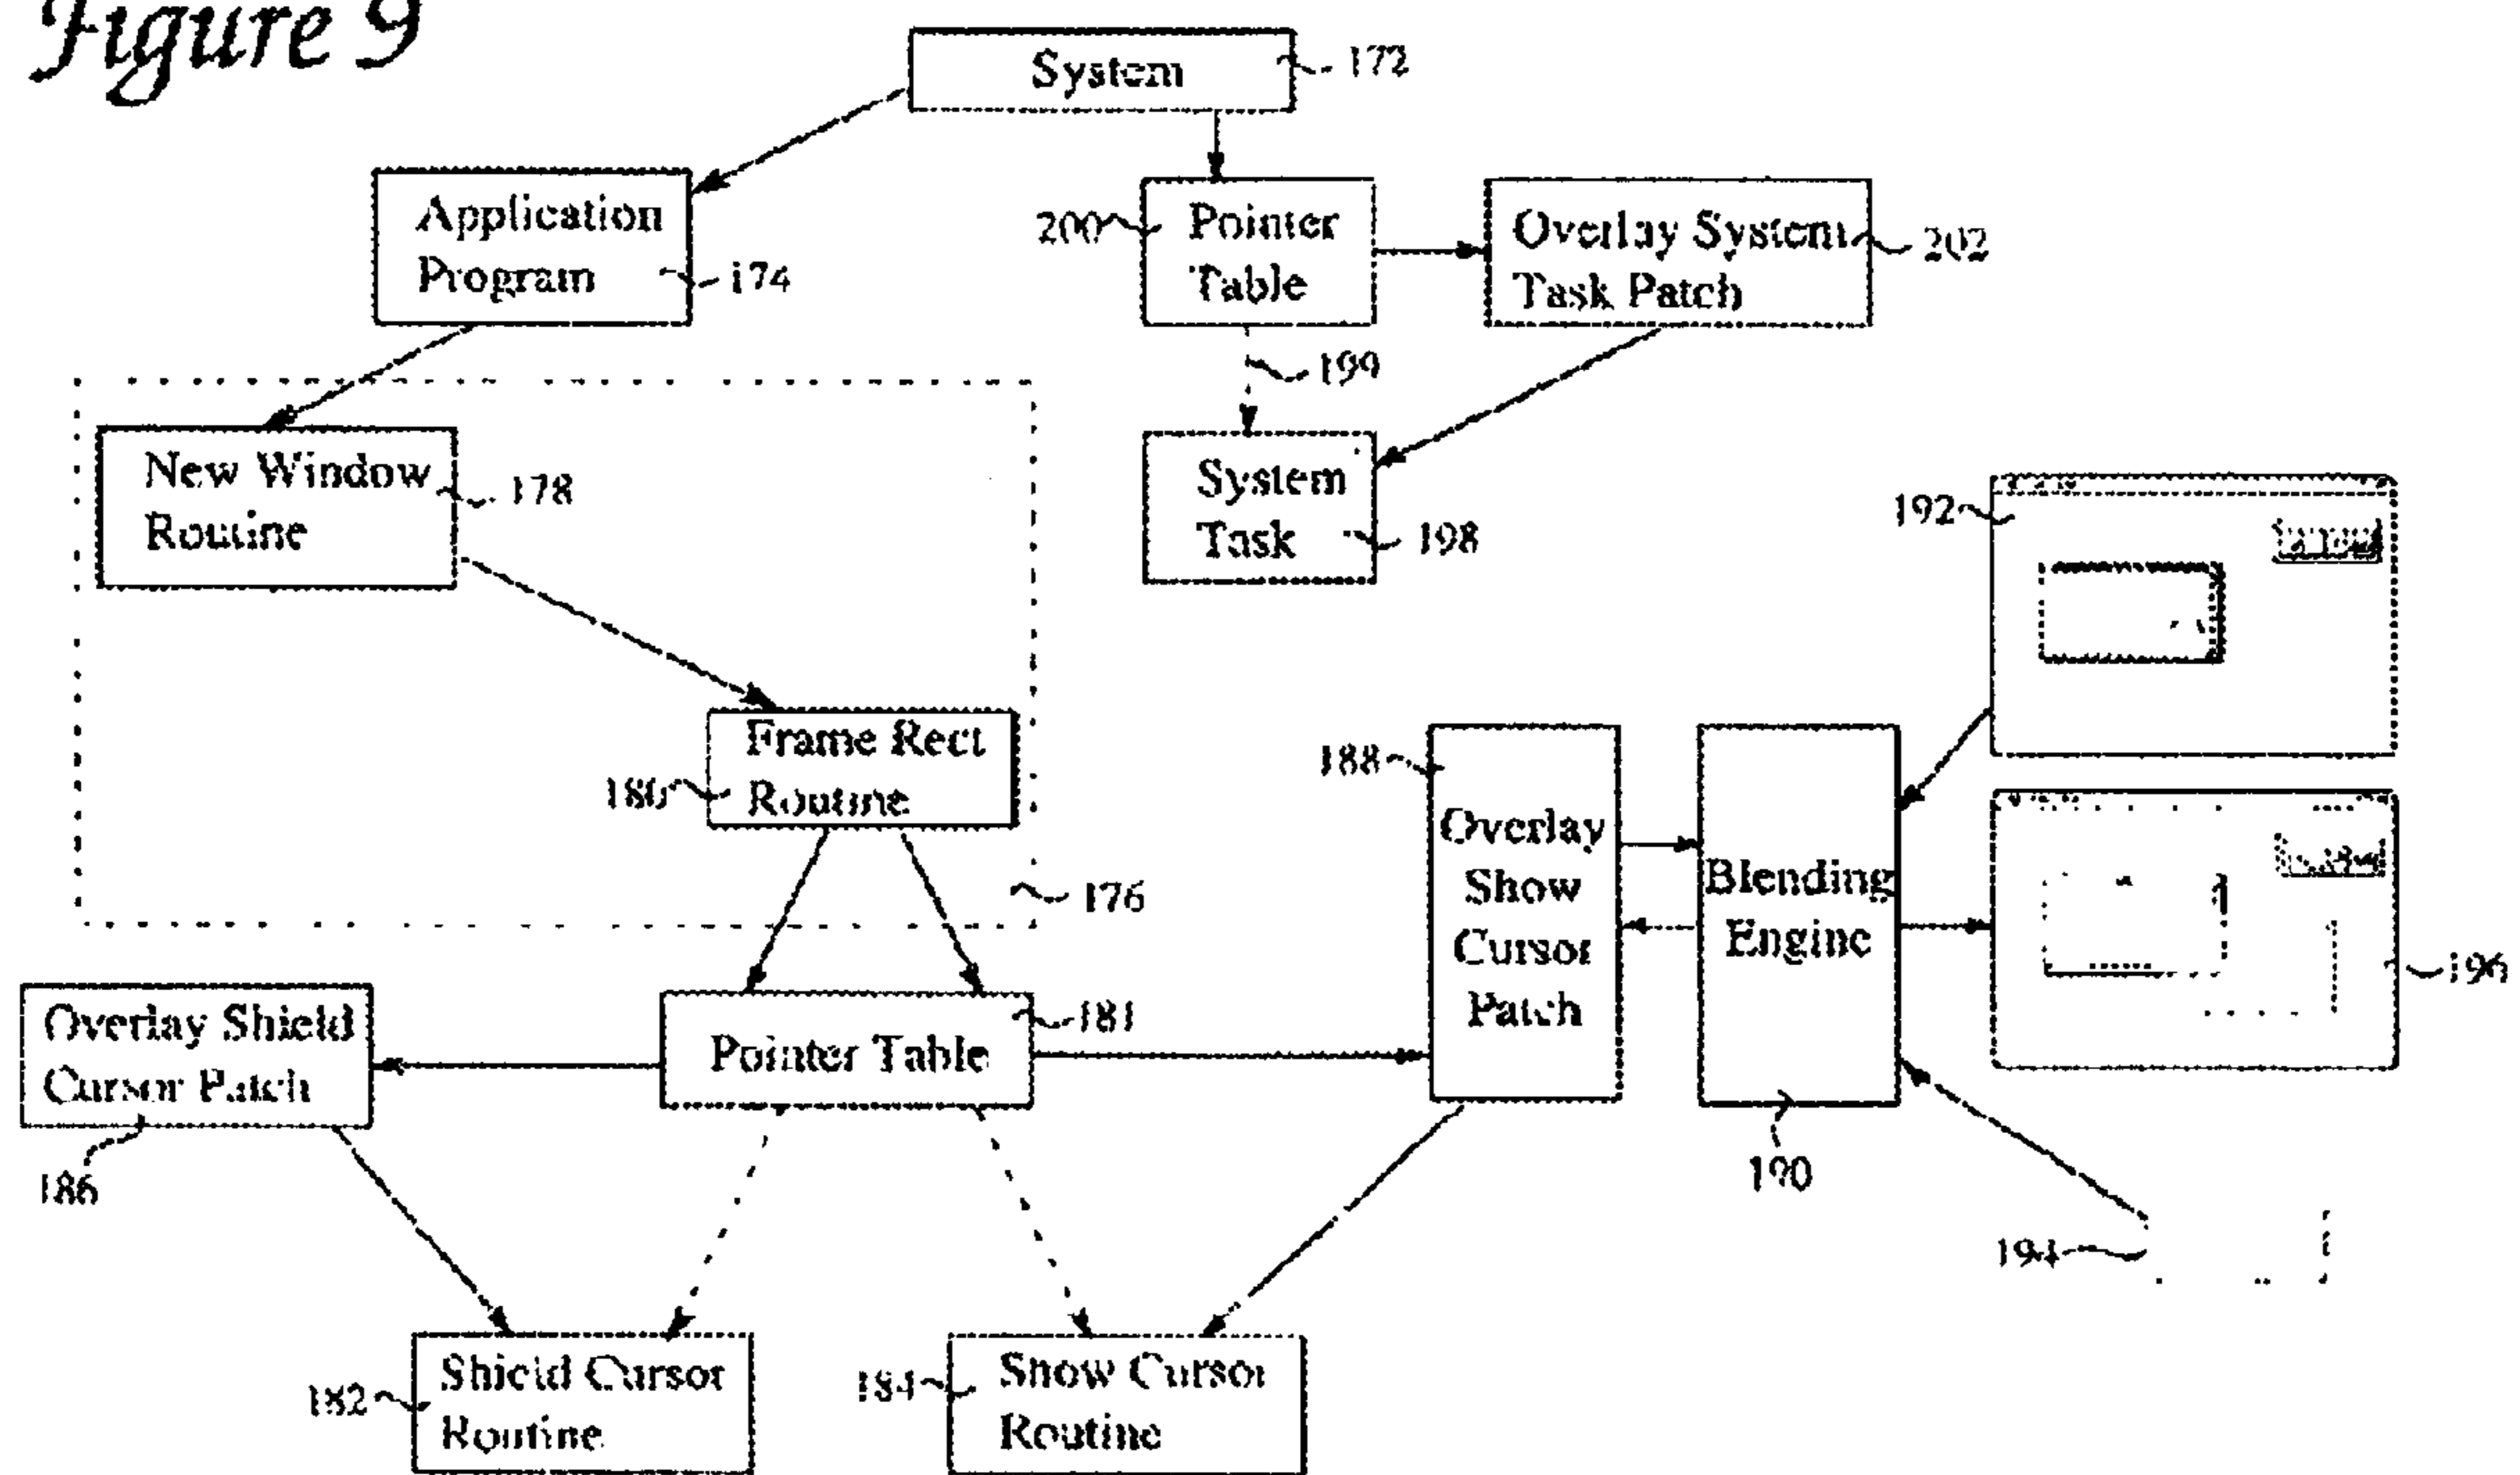 Figure 9
System
172
Application
Program
174
200
Pointer
Table
Overlay System
Task Patch
202
199
New Window
Routine
178
System
Task
198
192
Frame Rect
Routine
180
188
Overlay
Show
Cursor
Patch
Blending
Engine
176
196
Overlay Shield
Cursor Patch
181
Pointer Table
186
190
194
182
Shield Cursor
Routine
184
Show Cursor
Routine